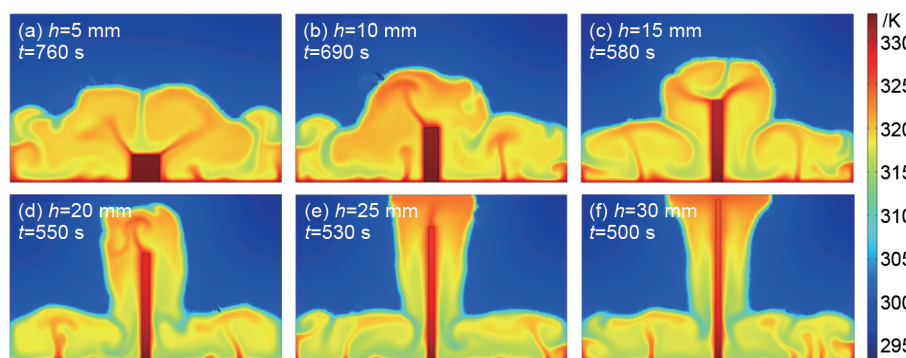 (a) h=5 mm
t=760 s
(b) h=10 mm
t=690 s
(c) h=15 mm
t=580 s
(d) h=20 mm
t=550 s
(e) h=25 mm
t=530 s
(f) h=30 mm
t=500 s
/K
330
325
320
315
310
305
300
295